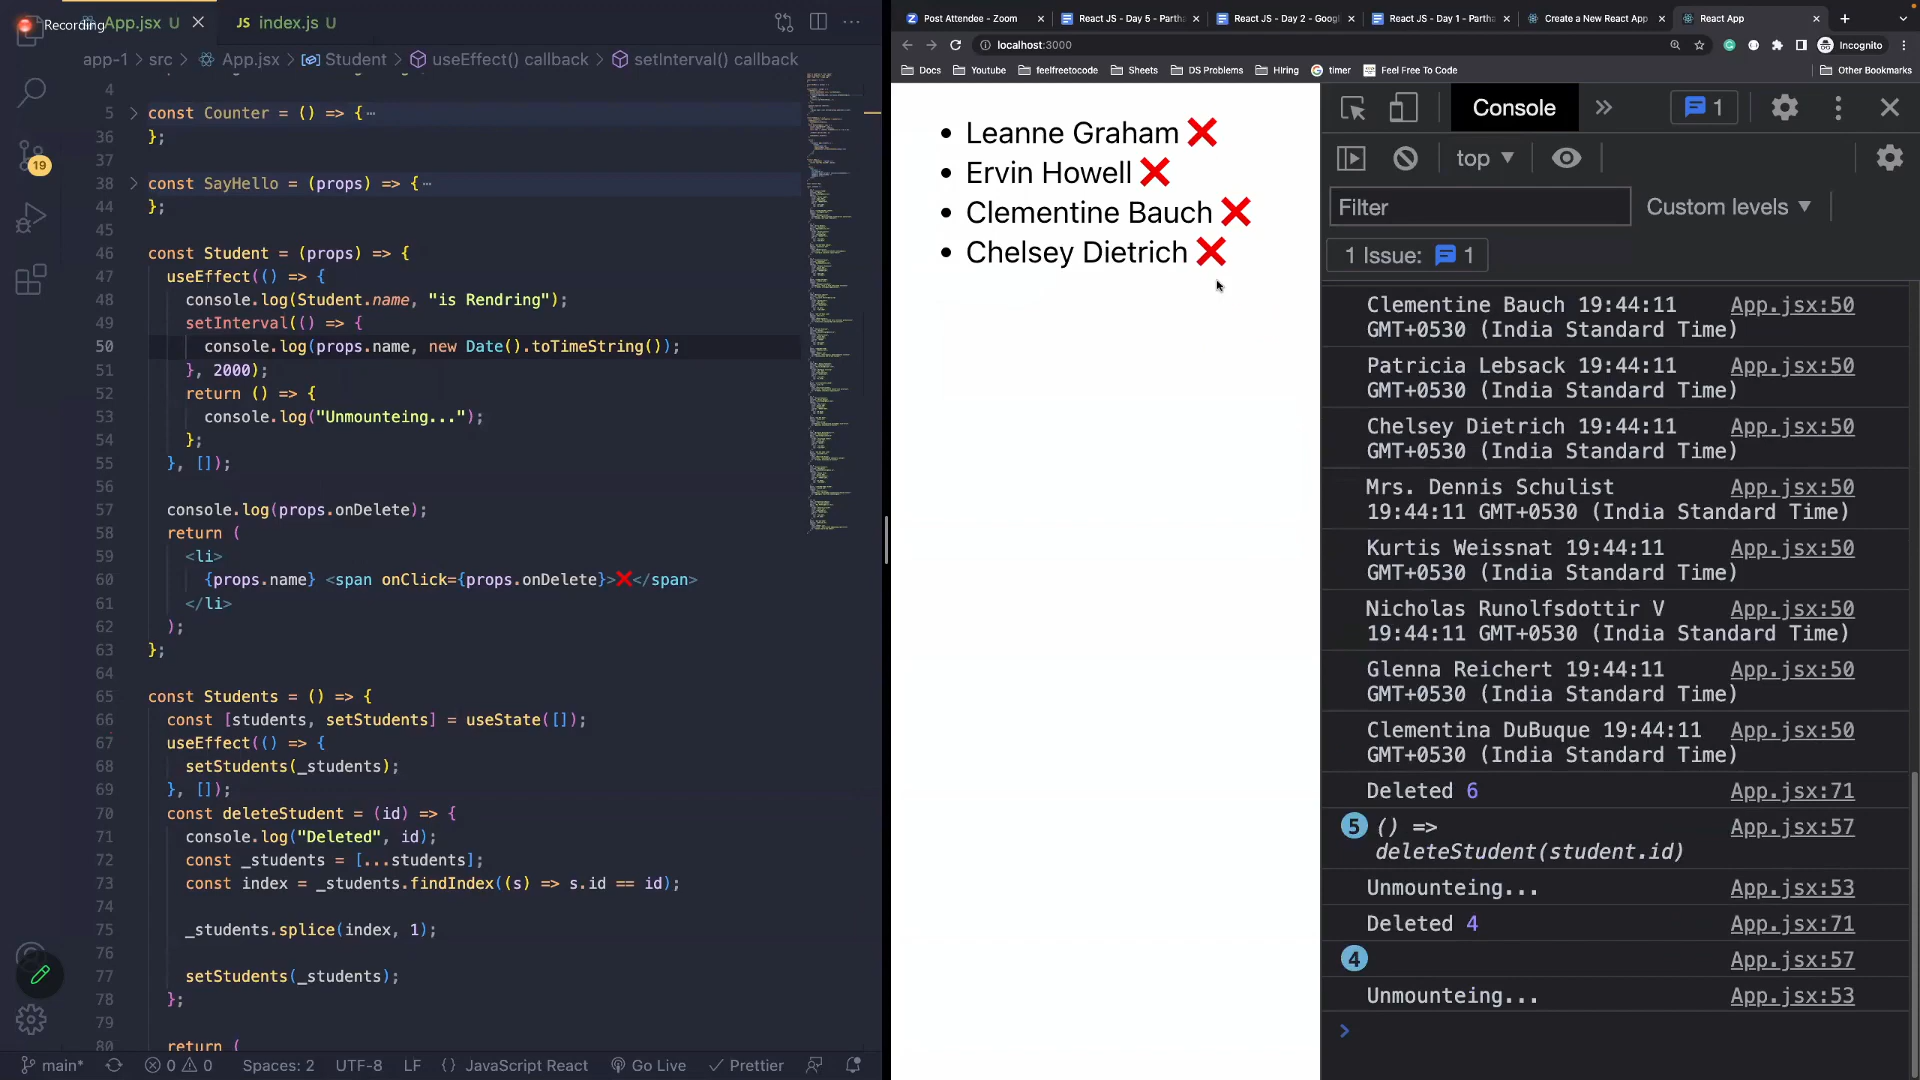 Recording
App.jsx U
JS index.js U
app-1 > src > App.jsx > Student > useEffect() callback > setInterval() callback
4
5 const Counter = () => {
36 };
37
38 const SayHello = (props) => {
44 };
45
46 const Student = (props) => {
47 useEffect(() => {
48 console.log(Student.name, "is Rendring");
49 setInterval(() => {
50 console.log(props.name, new Date().toTimeString());
51 }, 2000);
52 return () => {
53 console.log("Unmounteing...");
54 };
55 }, []);
56
57 console.log(props.onDelete);
58 return (
59 <li>
60 {props.name} <span onClick={props.onDelete}>❌</span>
61 </li>
62 );
63 };
64
65 const Students = () => {
66 const [students, setStudents] = useState([]);
67 useEffect(() => {
68 setStudents(_students);
69 }, []);
70 const deleteStudent = (id) => {
71 console.log("Deleted", id);
72 const _students = [...students];
73 const index = _students.findIndex((s) => s.id == id);
74
75 _students.splice(index, 1);
76
77 setStudents(_students);
78 };
79
80 return (
19
main* 0 0 Spaces: 2 UTF-8 LF {} JavaScript React Go Live Prettier
Post Attendee - Zoom
React JS - Day 5 - Partha
React JS - Day 2 - Googl
React JS - Day 1 - Partha
Create a New React App
React App
localhost:3000
Incognito
Docs
Youtube
feelfreetocode
Sheets
DS Problems
Hiring
timer
Feel Free To Code
Other Bookmarks
Leanne Graham ❌
Ervin Howell ❌
Clementine Bauch ❌
Chelsey Dietrich ❌
Console
1
top
Filter
Custom levels
1 Issue: 1
Clementine Bauch 19:44:11 App.jsx:50
GMT+0530 (India Standard Time)
Patricia Lebsack 19:44:11 App.jsx:50
GMT+0530 (India Standard Time)
Chelsey Dietrich 19:44:11 App.jsx:50
GMT+0530 (India Standard Time)
Mrs. Dennis Schulist App.jsx:50
19:44:11 GMT+0530 (India Standard Time)
Kurtis Weissnat 19:44:11 App.jsx:50
GMT+0530 (India Standard Time)
Nicholas Runolfsdottir V App.jsx:50
19:44:11 GMT+0530 (India Standard Time)
Glenna Reichert 19:44:11 App.jsx:50
GMT+0530 (India Standard Time)
Clementina DuBuque 19:44:11 App.jsx:50
GMT+0530 (India Standard Time)
Deleted 6 App.jsx:71
5 () => App.jsx:57
deleteStudent(student.id)
Unmounteing... App.jsx:53
Deleted 4 App.jsx:71
4 App.jsx:57
Unmounteing... App.jsx:53